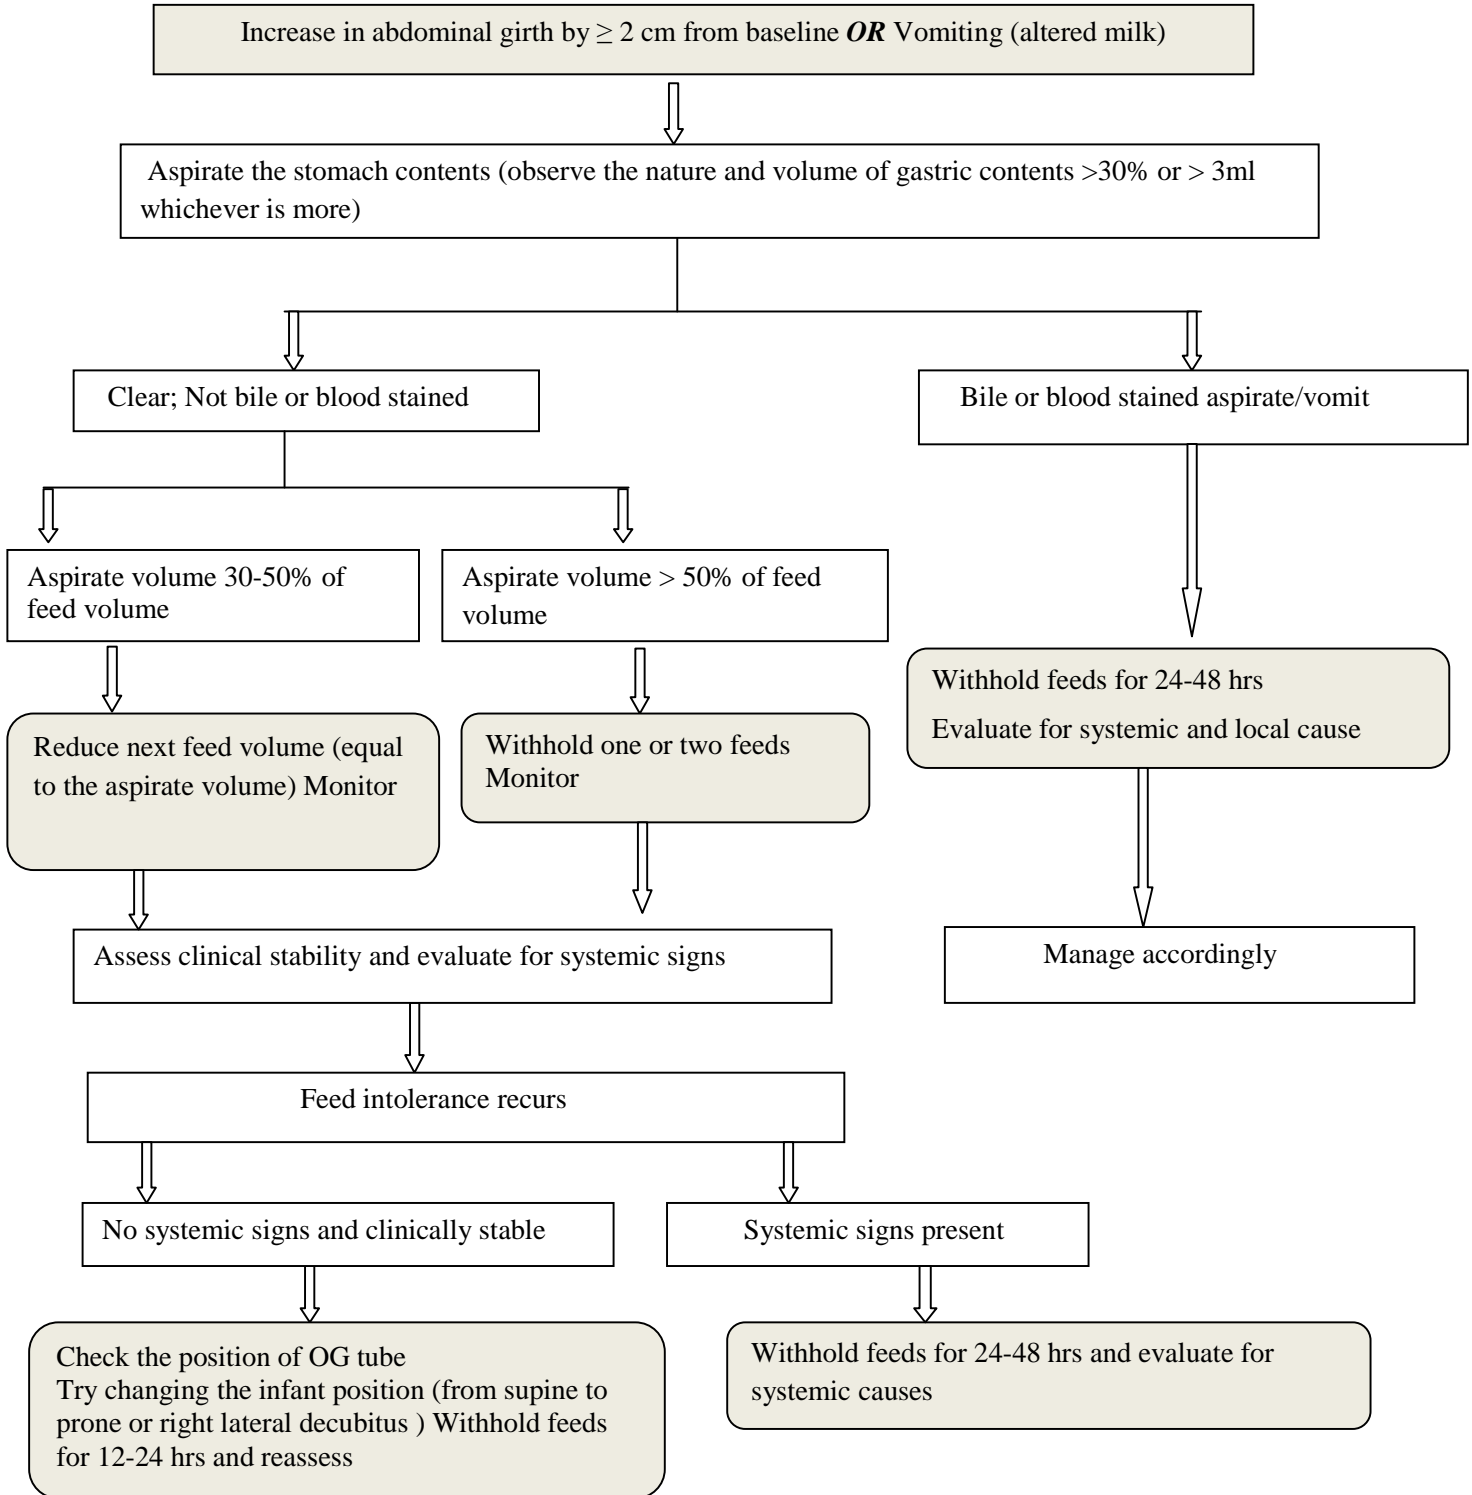 Increase in abdominal girth by ≥ 2 cm from baseline OR Vomiting (altered milk)
Aspirate the stomach contents (observe the nature and volume of gastric contents >30% or > 3ml
whichever is more)
Clear; Not bile or blood stained
Bile or blood stained aspirate/vomit
Aspirate volume 30-50% of
feed volume
Aspirate volume > 50% of feed
volume
Reduce next feed volume (equal
to the aspirate volume) Monitor
Withhold one or two feeds
Monitor
Withhold feeds for 24-48 hrs
Evaluate for systemic and local cause
Assess clinical stability and evaluate for systemic signs
Manage accordingly
Feed intolerance recurs
No systemic signs and clinically stable
Systemic signs present
Check the position of OG tube
Try changing the infant position (from supine to
prone or right lateral decubitus ) Withhold feeds
for 12-24 hrs and reassess
Withhold feeds for 24-48 hrs and evaluate for
systemic causes